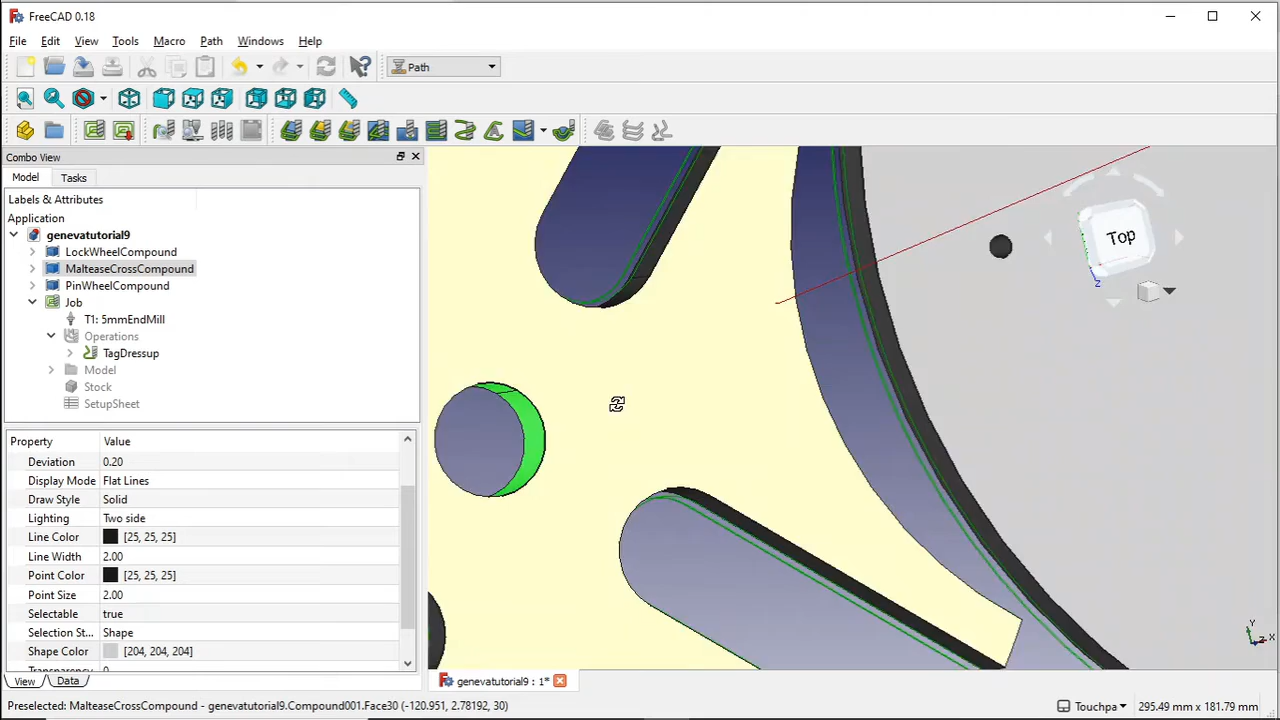 FreeCAD 0.18
File Edit View Tools Macro Path Windows Help
Path
Combo View
Model Tasks
Labels & Attributes
Application
genevatutorial9
LockWheelCompound
MalteaseCrossCompound
PinWheelCompound
Job
T1: 5mmEndMill
Operations
TagDressup
Model
Stock
SetupSheet
Property Value
Deviation 0.20
Display Mode Flat Lines
Draw Style Solid
Lighting Two side
Line Color [25, 25, 25]
Line Width 2.00
Point Color [25, 25, 25]
Point Size 2.00
Selectable true
Selection St... Shape
Shape Color [204, 204, 204]
Transparency 0
View Data
Top
Z
Y
Z X
genevatutorial9 : 1*
Preselected: MalteaseCrossCompound - genevatutorial9.Compound001.Face30 (-120.951, 2.78192, 30)
Touchpa
295.49 mm x 181.79 mm